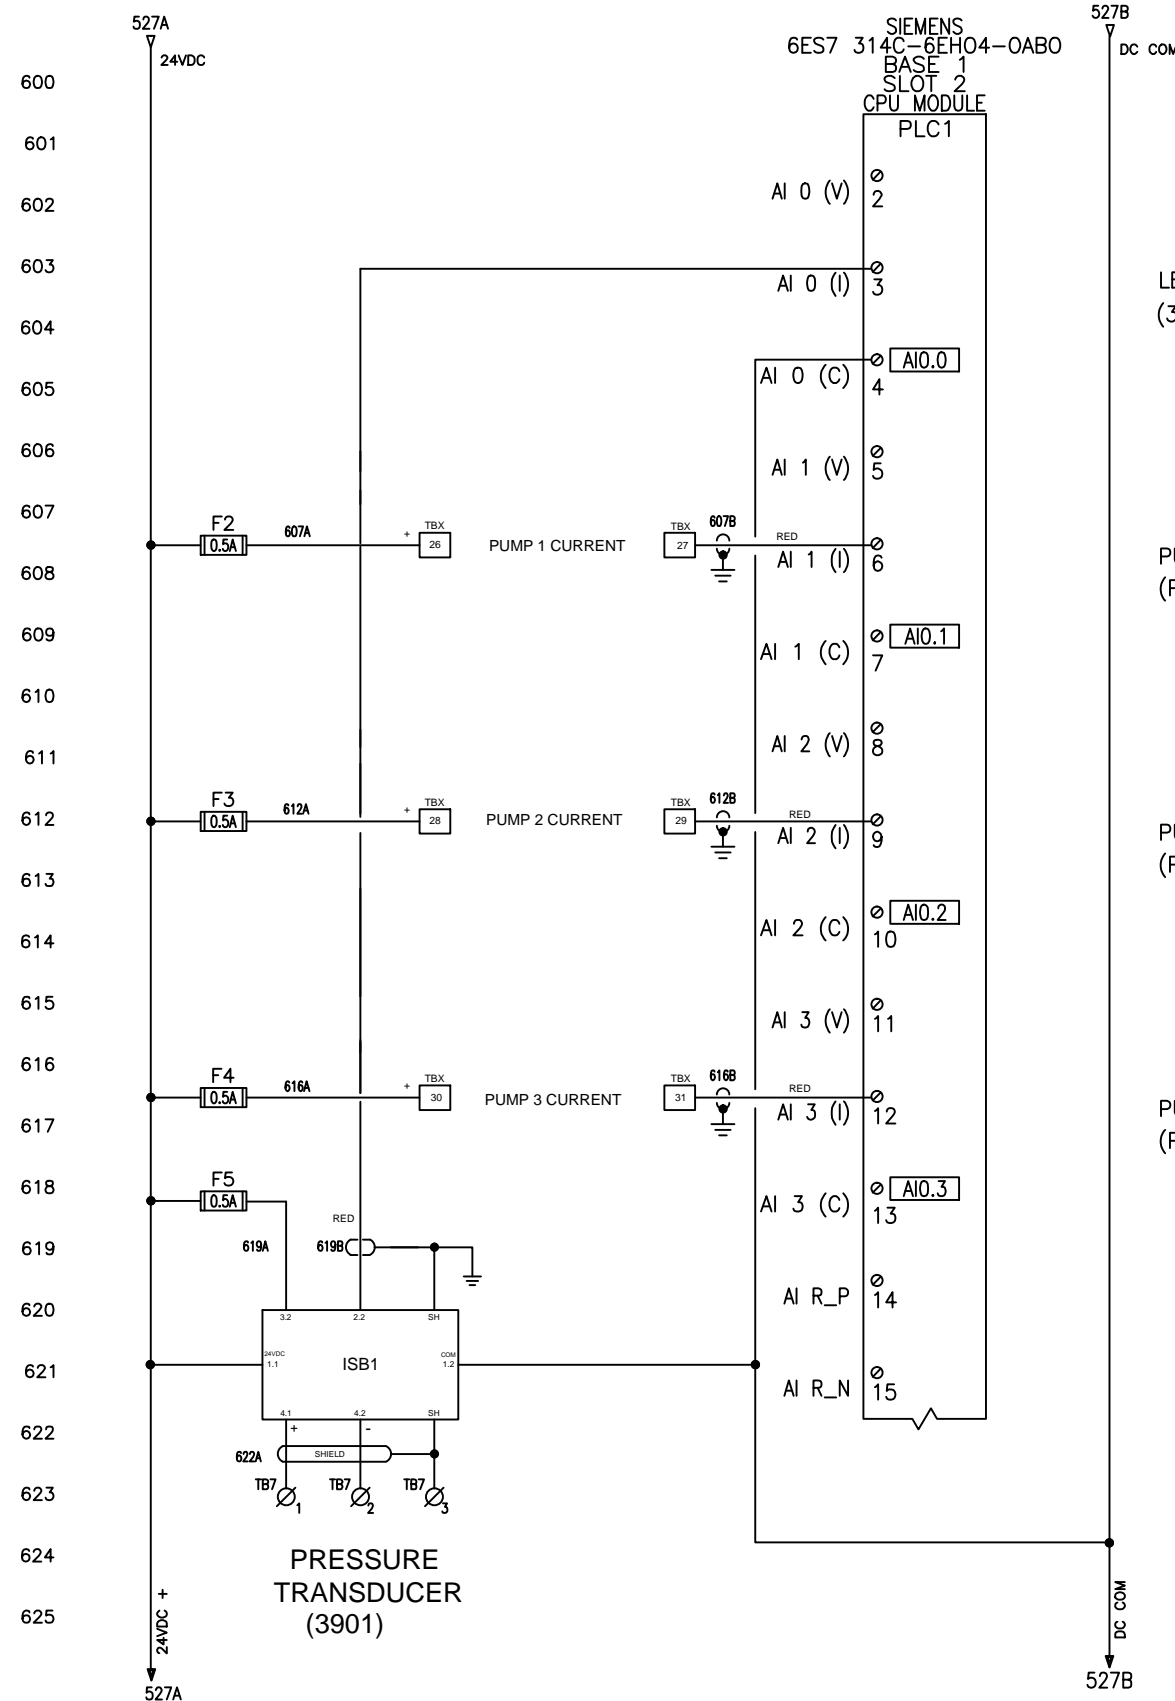 527A
24VDC
SIEMENS
6ES7 314C-6EH04-0AB0
BASE 1
SLOT 2
CPU MODULE
PLC1
527B
DC COM
600
601
AI 0 (V) 2
602
603
AI 0 (I) 3
LE
(3
604
AI 0 (C) 4 AI0.0
605
606
AI 1 (V) 5
607
F2
0.5A
607A
+
TBX
26
PUMP 1 CURRENT
TBX
27
607B
RED
AI 1 (I) 6
608
PU
(P
609
AI 1 (C) 7 AI0.1
610
611
AI 2 (V) 8
612
F3
0.5A
612A
+
TBX
28
PUMP 2 CURRENT
TBX
29
612B
RED
AI 2 (I) 9
PU
(P
613
614
AI 2 (C) 10 AI0.2
615
AI 3 (V) 11
616
F4
0.5A
616A
+
TBX
30
PUMP 3 CURRENT
TBX
31
616B
RED
AI 3 (I) 12
617
PU
(P
618
F5
0.5A
AI 3 (C) 13 AI0.3
RED
619
619A
619B
620
AI R_P 14
3.2 2.2 SH
621
24VDC
1.1
ISB1
COM
1.2
AI R_N 15
4.1 4.2 SH
622
+ -
622A
SHIELD
623
TB7 1
TB7 2
TB7 3
624
PRESSURE
TRANSDUCER
(3901)
625
24VDC +
DC COM
527A
527B